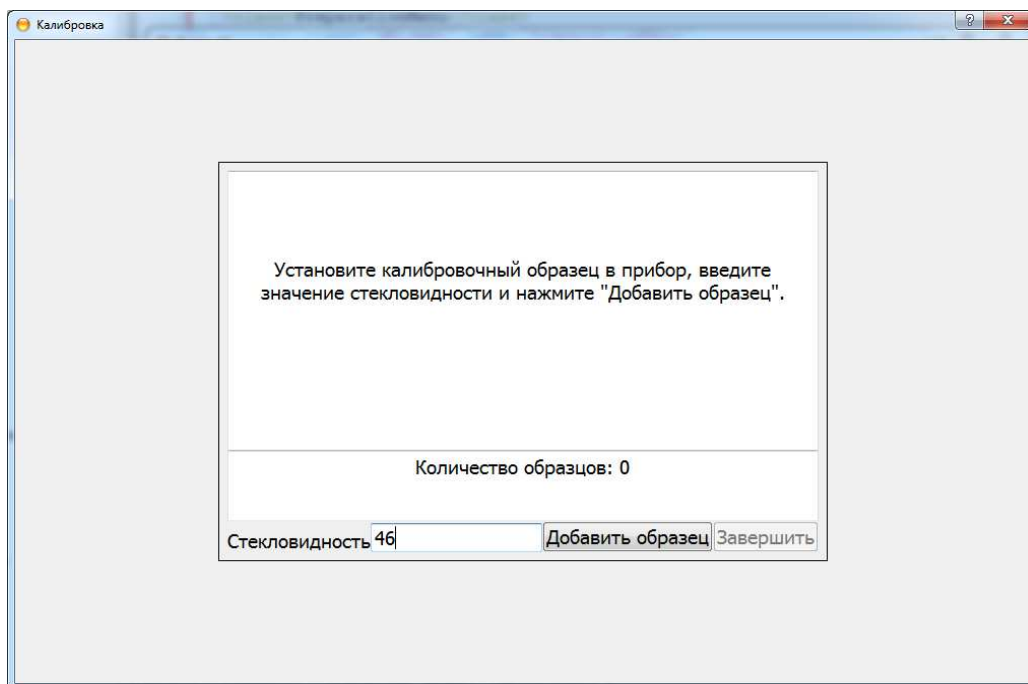 Калибровка
Установите калибровочный образец в прибор, введите
значение стекловидности и нажмите "Добавить образец".
Количество образцов: 0
Стекловидность 46 Добавить образец Завершить